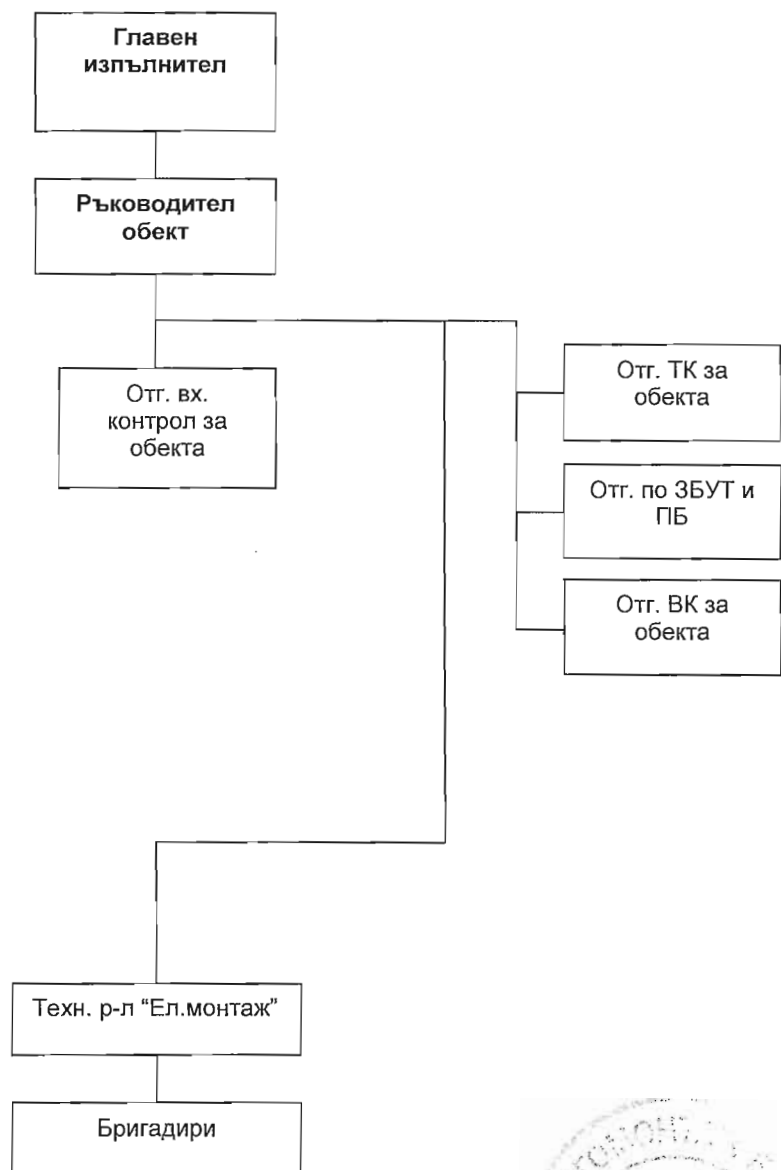 Главен
изпълнител
Ръководител
обект
Отг. вх.
контрол за
обекта
Отг. ТК за
обекта
Отг. по ЗБУТ и
ПБ
Отг. ВК за
обекта
Техн. р-л “Ел.монтаж”
Бригадири